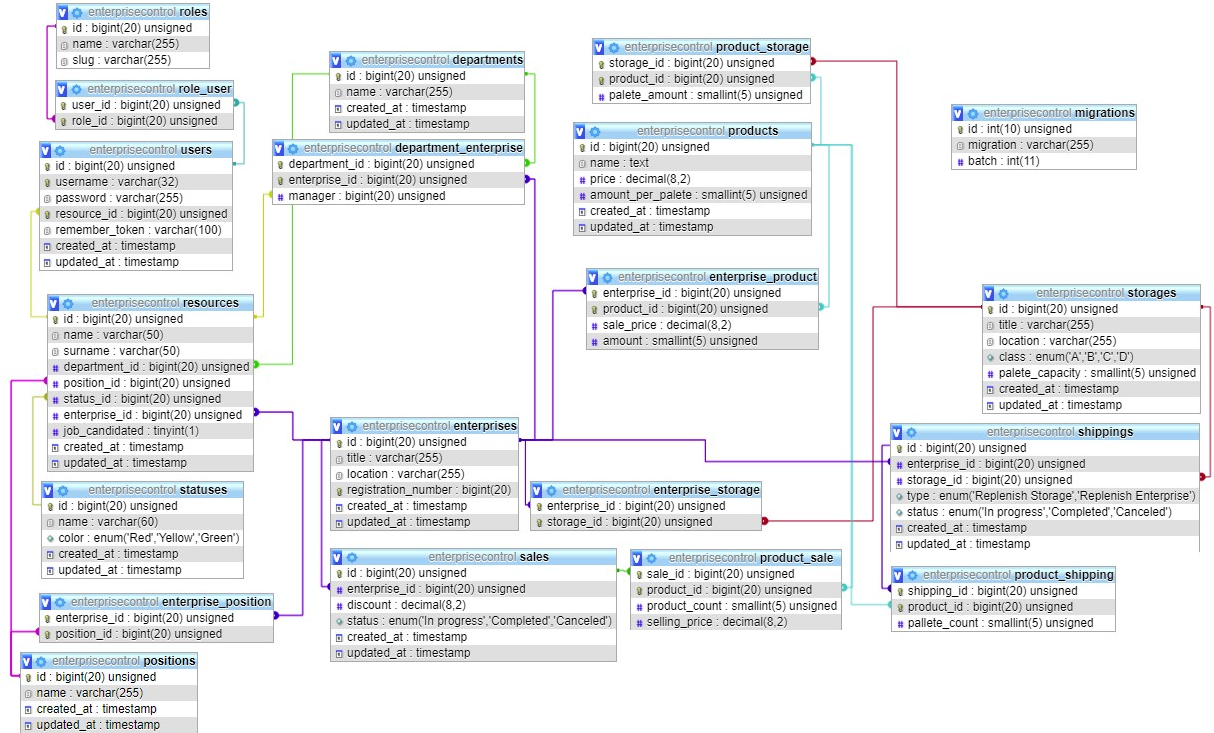 enterprisecontrol roles
id : bigint(20) unsigned
name : varchar(255)
slug : varchar(255)
enterprisecontrol role_user
user_id : bigint(20) unsigned
role_id : bigint(20) unsigned
enterprisecontrol users
id : bigint(20) unsigned
username : varchar(32)
password : varchar(255)
resource_id : bigint(20) unsigned
remember_token : varchar(100)
created_at : timestamp
updated_at : timestamp
enterprisecontrol resources
id : bigint(20) unsigned
name : varchar(50)
surname : varchar(50)
department_id : bigint(20) unsigned
position_id : bigint(20) unsigned
status_id : bigint(20) unsigned
enterprise_id : bigint(20) unsigned
job_candidated : tinyint(1)
created_at : timestamp
updated_at : timestamp
enterprisecontrol statuses
id : bigint(20) unsigned
name : varchar(60)
color : enum('Red','Yellow','Green')
created_at : timestamp
updated_at : timestamp
enterprisecontrol enterprise_position
enterprise_id : bigint(20) unsigned
position_id : bigint(20) unsigned
enterprisecontrol positions
id : bigint(20) unsigned
name : varchar(255)
created_at : timestamp
updated_at : timestamp
enterprisecontrol departments
id : bigint(20) unsigned
name : varchar(255)
created_at : timestamp
updated_at : timestamp
enterprisecontrol department_enterprise
department_id : bigint(20) unsigned
enterprise_id : bigint(20) unsigned
manager : bigint(20) unsigned
enterprisecontrol enterprises
id : bigint(20) unsigned
title : varchar(255)
location : varchar(255)
registration_number : bigint(20)
created_at : timestamp
updated_at : timestamp
enterprisecontrol sales
id : bigint(20) unsigned
enterprise_id : bigint(20) unsigned
discount : decimal(8,2)
status : enum('In progress','Completed','Canceled')
created_at : timestamp
updated_at : timestamp
enterprisecontrol product_storage
storage_id : bigint(20) unsigned
product_id : bigint(20) unsigned
palete_amount : smallint(5) unsigned
enterprisecontrol products
id : bigint(20) unsigned
name : text
price : decimal(8,2)
amount_per_palete : smallint(5) unsigned
created_at : timestamp
updated_at : timestamp
enterprisecontrol enterprise_product
enterprise_id : bigint(20) unsigned
product_id : bigint(20) unsigned
sale_price : decimal(8,2)
amount : smallint(5) unsigned
enterprisecontrol enterprise_storage
enterprise_id : bigint(20) unsigned
storage_id : bigint(20) unsigned
enterprisecontrol product_sale
sale_id : bigint(20) unsigned
product_id : bigint(20) unsigned
product_count : smallint(5) unsigned
selling_price : decimal(8,2)
enterprisecontrol migrations
id : int(10) unsigned
migration : varchar(255)
batch : int(11)
enterprisecontrol storages
id : bigint(20) unsigned
title : varchar(255)
location : varchar(255)
class : enum('A','B','C','D')
palete_capacity : smallint(5) unsigned
created_at : timestamp
updated_at : timestamp
enterprisecontrol shippings
id : bigint(20) unsigned
enterprise_id : bigint(20) unsigned
storage_id : bigint(20) unsigned
type : enum('Replenish Storage','Replenish Enterprise')
status : enum('In progress','Completed','Canceled')
created_at : timestamp
updated_at : timestamp
enterprisecontrol product_shipping
shipping_id : bigint(20) unsigned
product_id : bigint(20) unsigned
pallete_count : smallint(5) unsigned